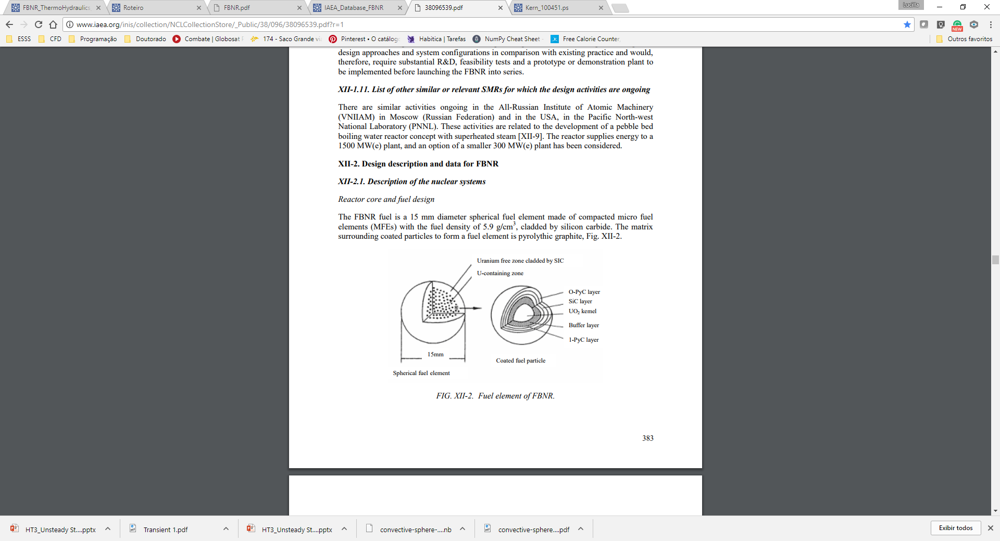 FBNR_ThermoHydraulics
Roteiro
FBNR.pdf
IAEA_Database_FBNR
38096539.pdf
Kern_100451.ps
Lucilla
www.iaea.org/inis/collection/NCLCollectionStore/_Public/38/096/38096539.pdf?r=1
NEW
ESSS
CFD
Programação
Doutorado
Combate | Globosat
174 - Saco Grande
Pinterest • O catálog
Habitica | Tarefas
NumPy Cheat Sheet
Free Calorie Counter,
Outros favoritos
design approaches and system configurations in comparison with existing practice and would,
therefore, require substantial R&D, feasibility tests and a prototype or demonstration plant to
be implemented before launching the FBNR into series.
XII-1.11. List of other similar or relevant SMRs for which the design activities are ongoing
There are similar activities ongoing in the All-Russian Institute of Atomic Machinery
(VNIIAM) in Moscow (Russian Federation) and in the USA, in the Pacific North-west
National Laboratory (PNNL). These activities are related to the development of a pebble bed
boiling water reactor concept with superheated steam [XII-9]. The reactor supplies energy to a
1500 MW(e) plant, and an option of a smaller 300 MW(e) plant has been considered.
XII-2. Design description and data for FBNR
XII-2.1. Description of the nuclear systems
Reactor core and fuel design
The FBNR fuel is a 15 mm diameter spherical fuel element made of compacted micro fuel
elements (MFEs) with the fuel density of 5.9 g/cm³, cladded by silicon carbide. The matrix
surrounding coated particles to form a fuel element is pyrolythic graphite, Fig. XII-2.
Uranium free zone cladded by SIC
U-containing zone
O-PyC layer
SiC layer
UO₂ kemel
Buffer layer
1-PyC layer
15mm
Coated fuel particle
Spherical fuel element
FIG. XII-2. Fuel element of FBNR.
383
HT3_Unsteady St....pptx
Transient 1.pdf
HT3_Unsteady St....pptx
convective-sphere-....nb
convective-sphere....pdf
Exibir todos